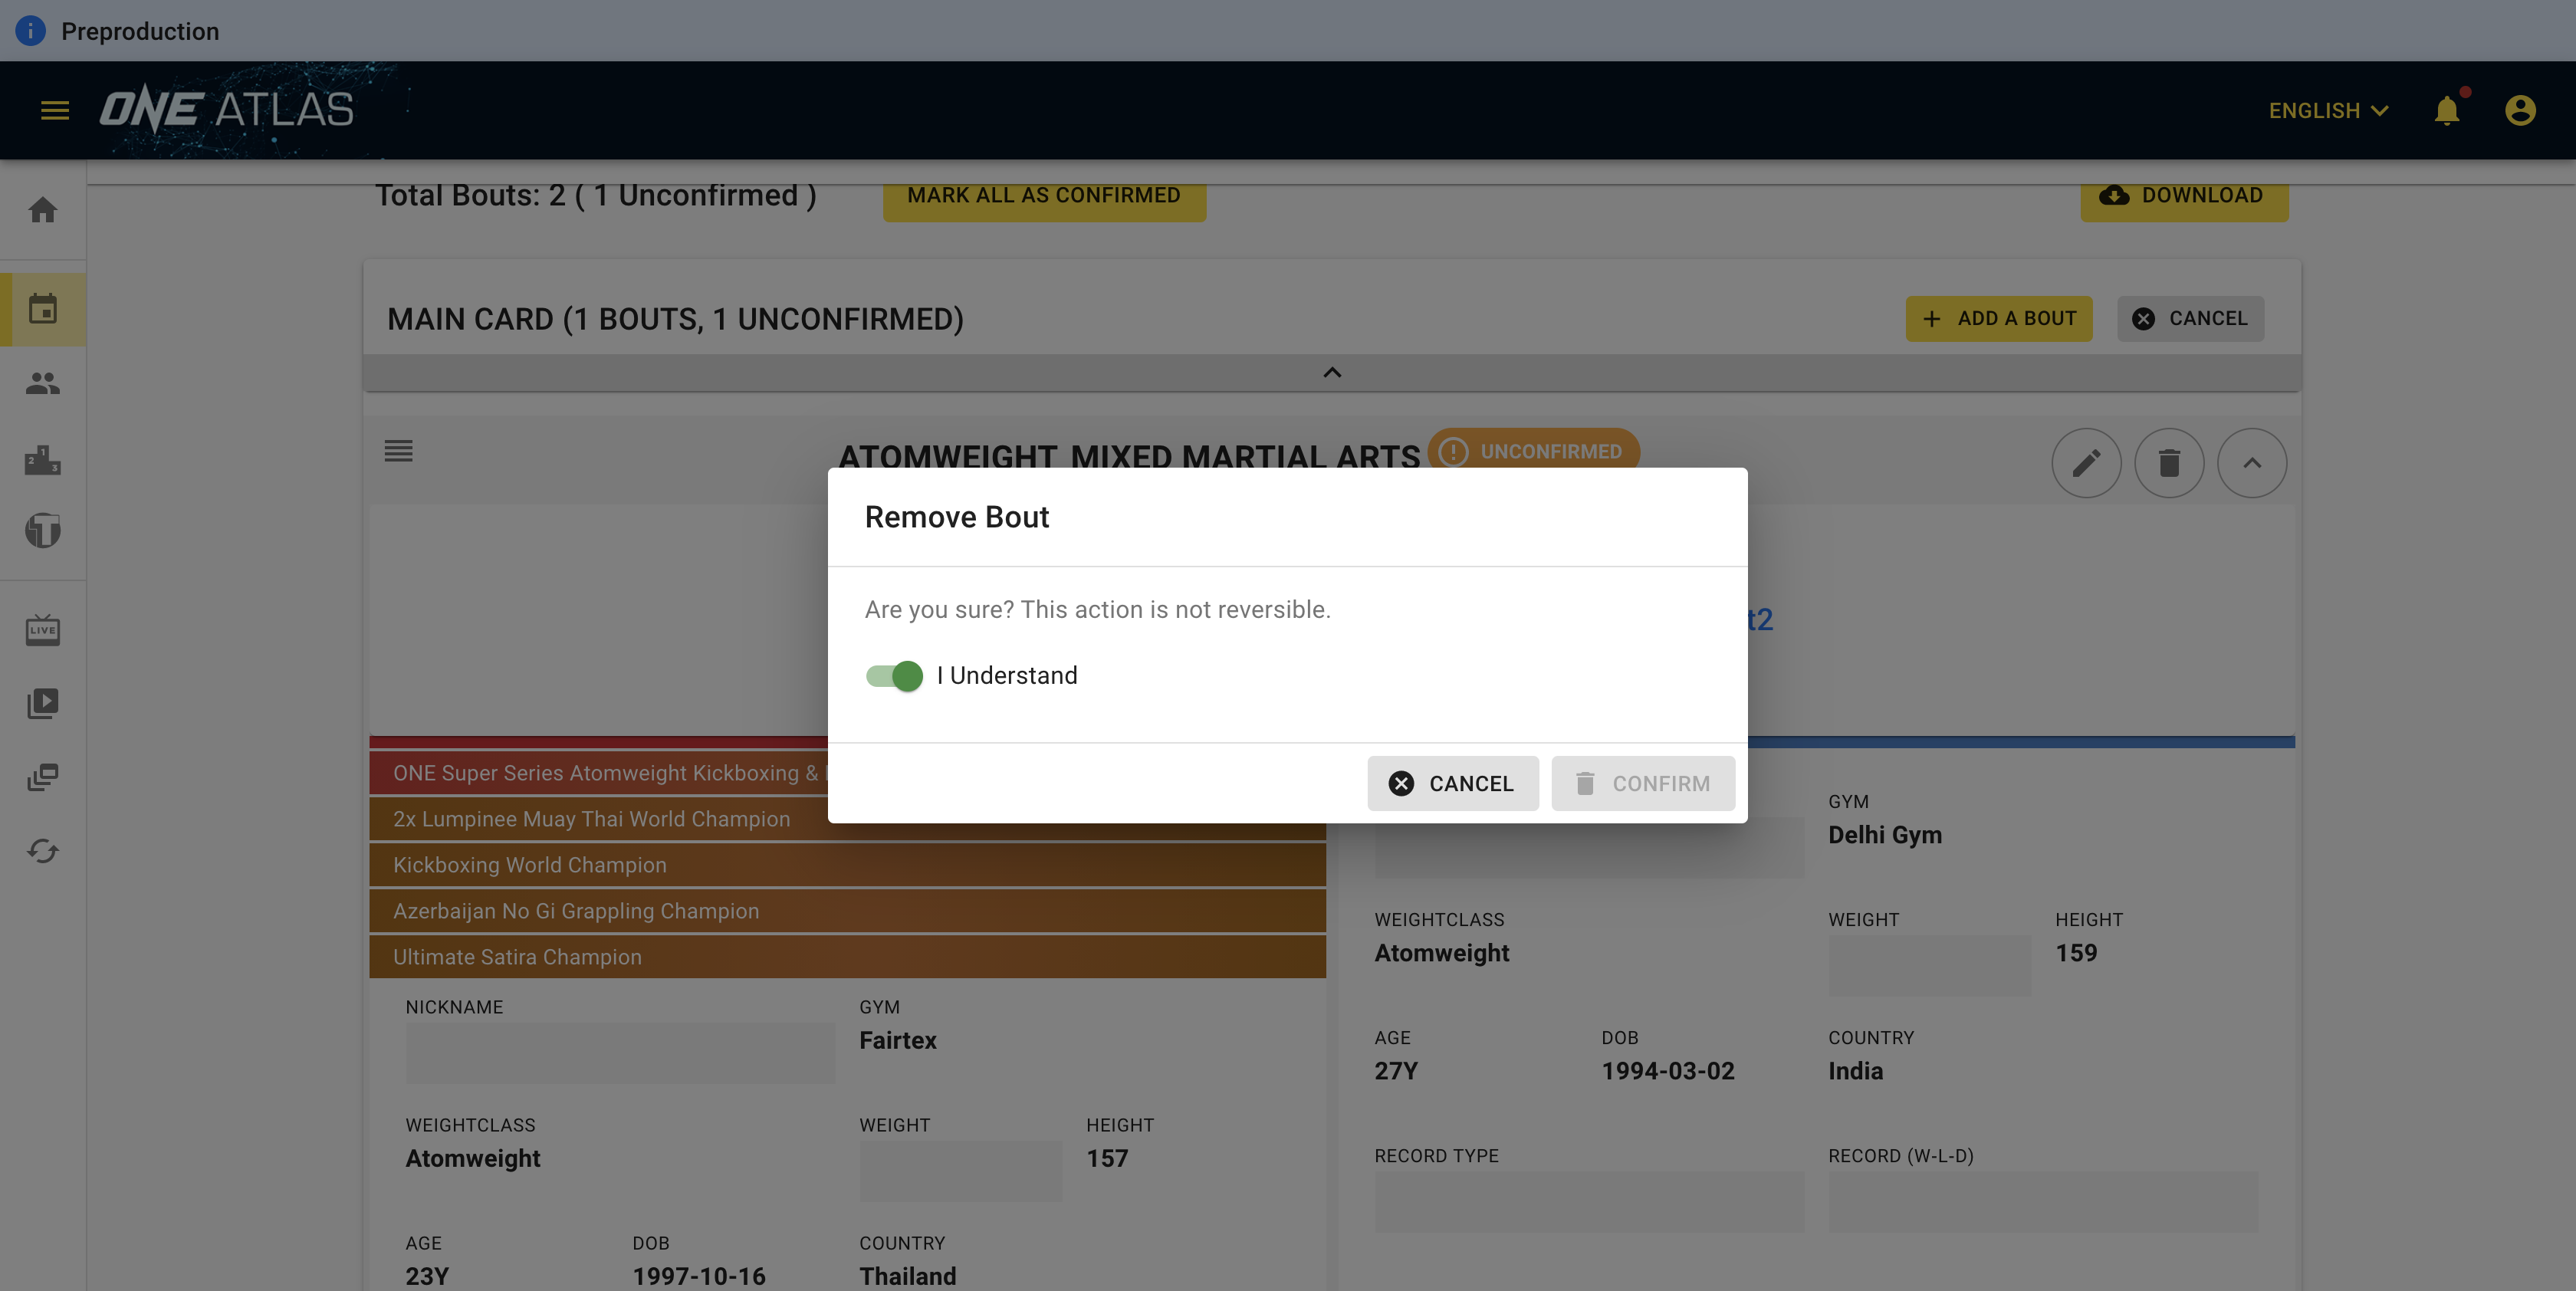 Preproduction
ONE ATLAS
ENGLISH
Total Bouts: 2 ( 1 Unconfirmed )
MARK ALL AS CONFIRMED
DOWNLOAD
MAIN CARD (1 BOUTS, 1 UNCONFIRMED)
ADD A BOUT
CANCEL
ATOMWEIGHT MIXED MARTIAL ARTS
UNCONFIRMED
Remove Bout
Are you sure? This action is not reversible.
I Understand
CANCEL
CONFIRM
t2
LIVE
ONE Super Series Atomweight Kickboxing &
2x Lumpinee Muay Thai World Champion
Kickboxing World Champion
Azerbaijan No Gi Grappling Champion
Ultimate Satira Champion
NICKNAME
GYM
Fairtex
WEIGHTCLASS
Atomweight
WEIGHT
HEIGHT
157
AGE
23Y
DOB
1997-10-16
COUNTRY
Thailand
GYM
Delhi Gym
WEIGHTCLASS
Atomweight
WEIGHT
HEIGHT
159
AGE
27Y
DOB
1994-03-02
COUNTRY
India
RECORD TYPE
RECORD (W-L-D)